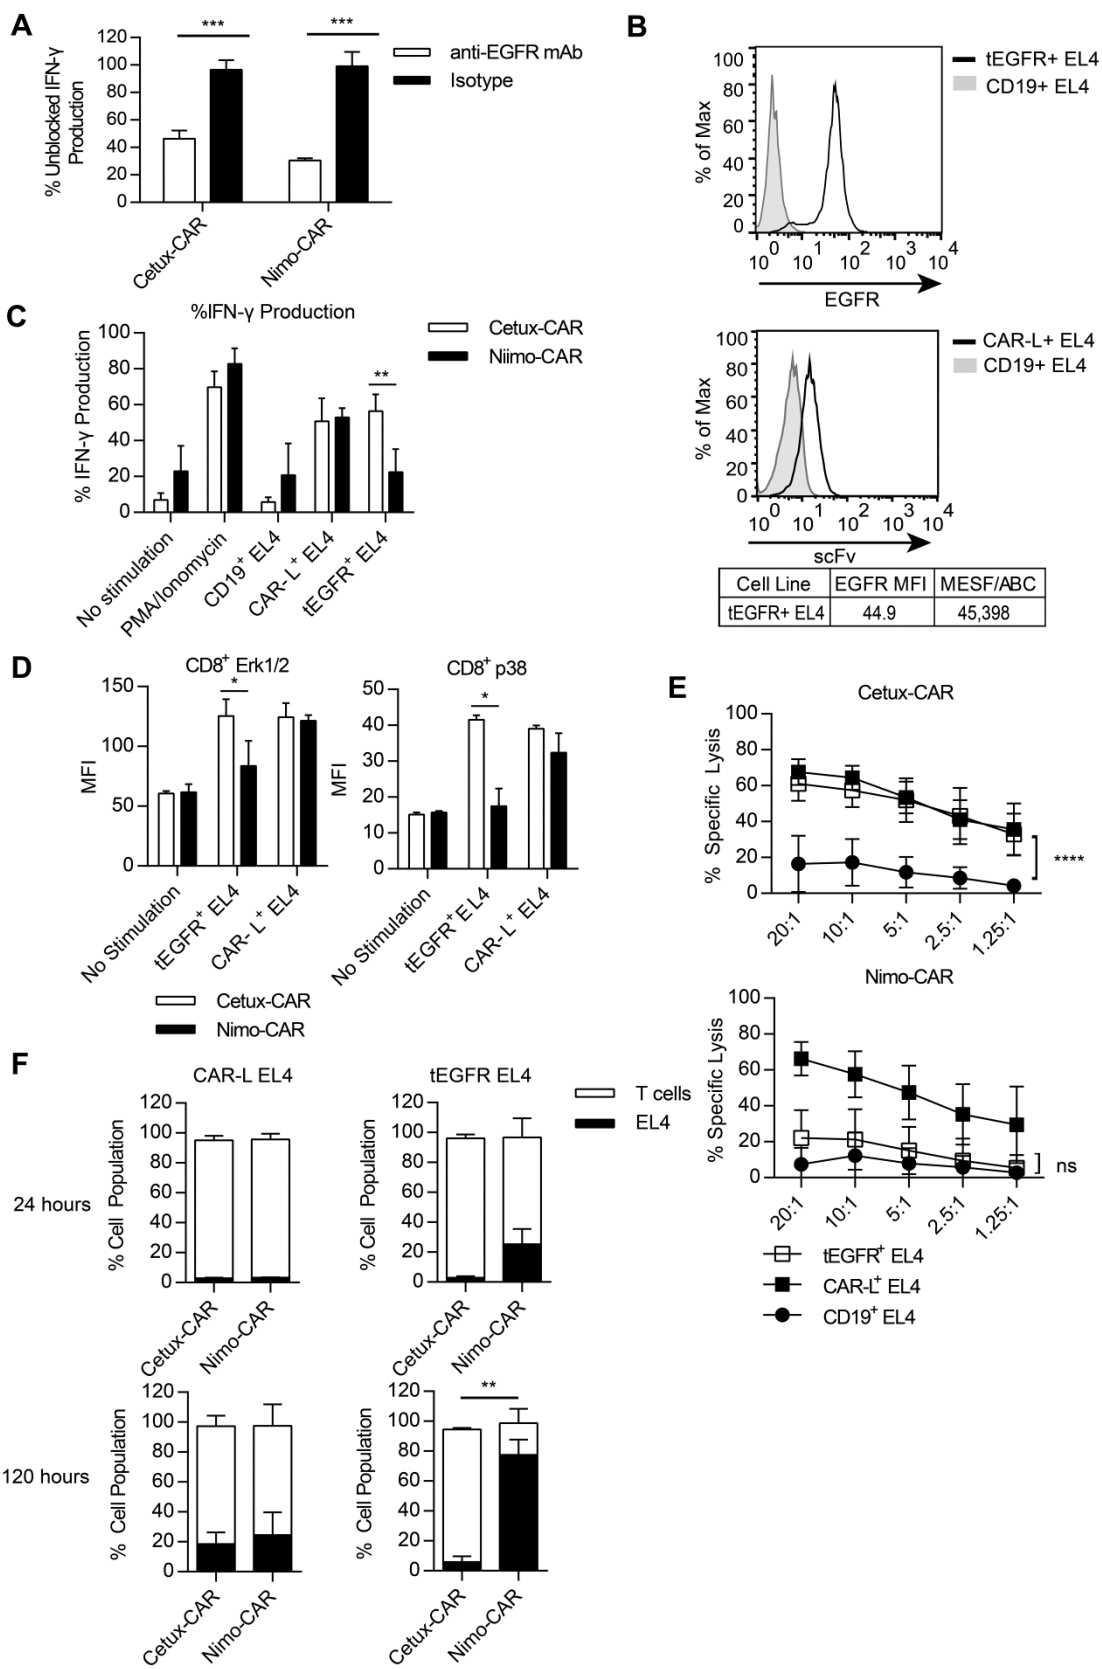 A
***
***
120
100
80
60
40
20
0
% Unblocked IFN-γ
Production
anti-EGFR mAb
Isotype
Cetux-CAR
Nimo-CAR
B
100
80
60
40
20
0
% of Max
10^0
10^1
10^2
10^3
10^4
EGFR
tEGFR+ EL4
CD19+ EL4
100
80
60
40
20
0
% of Max
10^0
10^1
10^2
10^3
10^4
scFv
CAR-L+ EL4
CD19+ EL4
Cell Line EGFR MFI MESF/ABC
tEGFR+ EL4 44.9 45,398
C
%IFN-γ Production
100
80
60
40
20
0
% IFN-γ Production
**
Cetux-CAR
Niimo-CAR
No stimulation
PMA/Ionomycin
CD19+ EL4
CAR- L+ EL4
tEGFR+ EL4
D
CD8+ Erk1/2
150
100
50
0
MFI
*
No Stimulation
tEGFR+ EL4
CAR- L+ EL4
CD8+ p38
50
40
30
20
10
0
MFI
*
No Stimulation
tEGFR+ EL4
CAR- L+ EL4
Cetux-CAR
Nimo-CAR
E
Cetux-CAR
100
80
60
40
20
0
% Specific Lysis
****
20:1
10:1
5:1
2.5:1
1.25:1
Nimo-CAR
100
80
60
40
20
0
% Specific Lysis
ns
20:1
10:1
5:1
2.5:1
1.25:1
tEGFR+ EL4
CAR-L+ EL4
CD19+ EL4
F
CAR-L EL4
tEGFR EL4
T cells
EL4
24 hours
120
100
80
60
40
20
0
% Cell Population
Cetux-CAR
Nimo-CAR
120
100
80
60
40
20
0
% Cell Population
Cetux-CAR
Nimo-CAR
120 hours
120
100
80
60
40
20
0
% Cell Population
Cetux-CAR
Nimo-CAR
**
120
100
80
60
40
20
0
% Cell Population
Cetux-CAR
Nimo-CAR